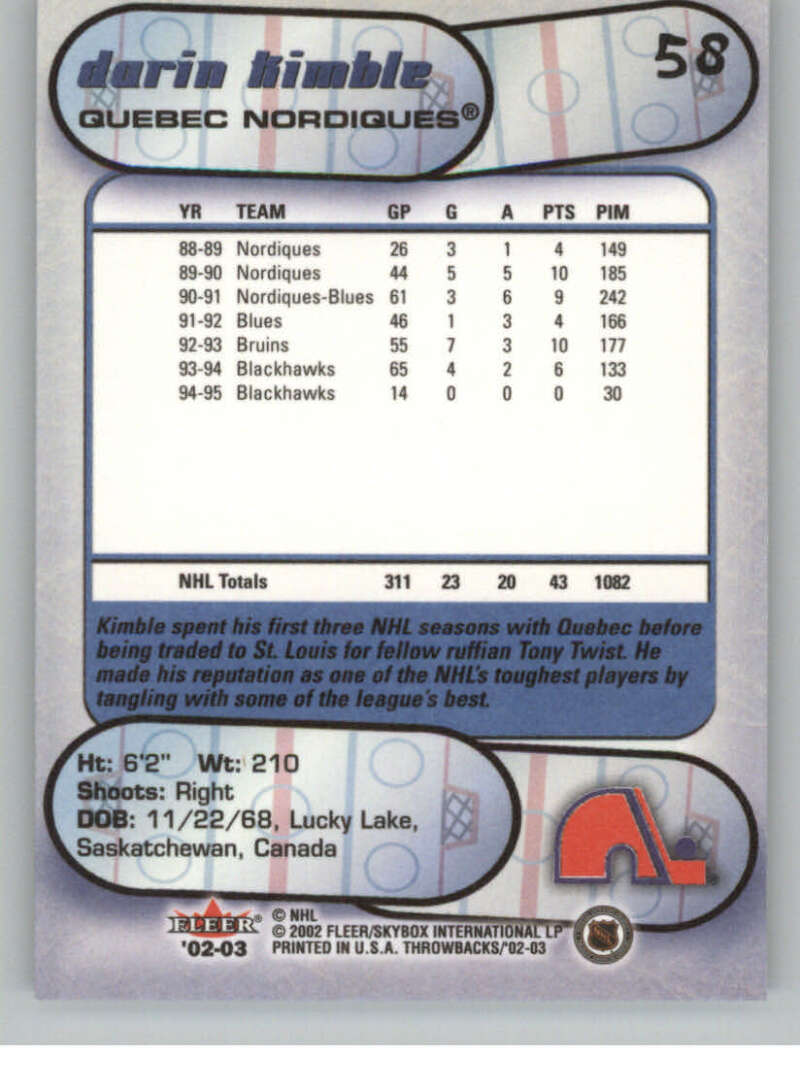 darin kimble
58
QUEBEC NORDIQUES®
YR TEAM GP G A PTS PIM
88-89 Nordiques 26 3 1 4 149
89-90 Nordiques 44 5 5 10 185
90-91 Nordiques-Blues 61 3 6 9 242
91-92 Blues 46 1 3 4 166
92-93 Bruins 55 7 3 10 177
93-94 Blackhawks 65 4 2 6 133
94-95 Blackhawks 14 0 0 0 30
NHL Totals 311 23 20 43 1082
Kimble spent his first three NHL seasons with Quebec before
being traded to St. Louis for fellow ruffian Tony Twist. He
made his reputation as one of the NHL's toughest players by
tangling with some of the league's best.
Ht: 6'2" Wt: 210
Shoots: Right
DOB: 11/22/68, Lucky Lake,
Saskatchewan, Canada
FLEER®
'02-03
© NHL
© 2002 FLEER/SKYBOX INTERNATIONAL LP
PRINTED IN U.S.A. THROWBACKS/'02-03
NHL